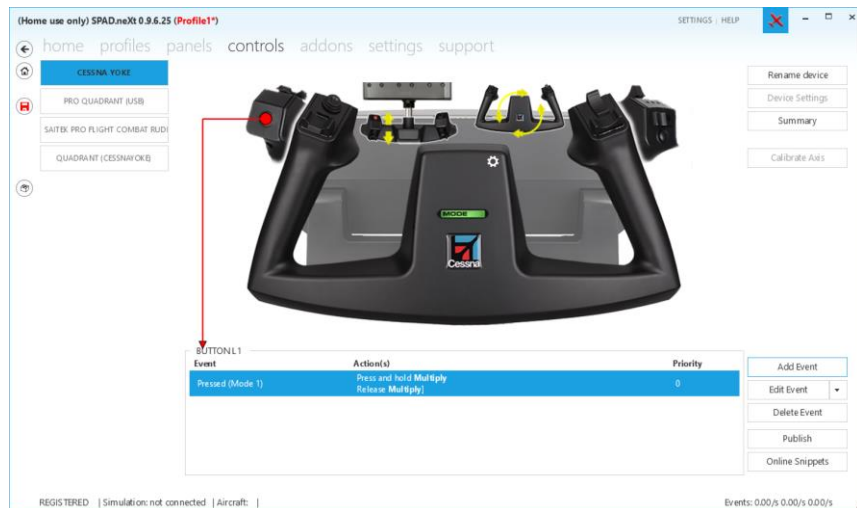 (Home use only) SPAD.neXt 0.9.6.25 (Profile1*)
SETTINGS | HELP
home profiles panels controls addons settings support
CESSNA YOKE
PRO QUADRANT (USB)
SAITEK PRO FLIGHT COMBAT RUDI
QUADRANT (CESSNAYOKE)
Rename device
Device Settings
Summary
Calibrate Axis
MODE
Cessna
BUTTON L1
Event Action(s) Priority
Pressed (Mode 1) Press and hold Multiply 0
Release Multiply}
Add Event
Edit Event
Delete Event
Publish
Online Snippets
REGISTERED | Simulation: not connected | Aircraft: | Events: 0.00/s 0.00/s 0.00/s